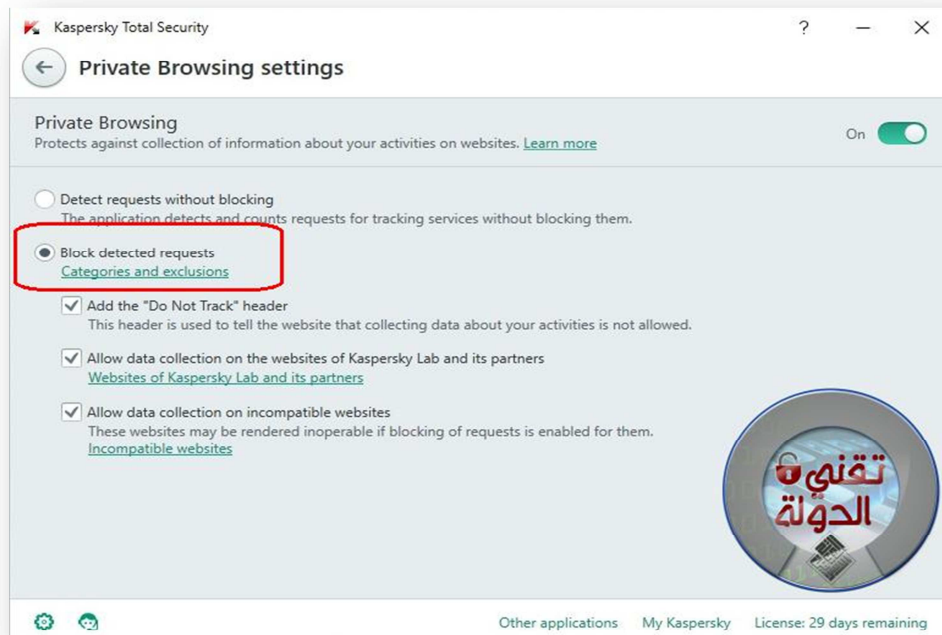 Kaspersky Total Security
?
Private Browsing settings
Private Browsing
On
Protects against collection of information about your activities on websites. Learn more
Detect requests without blocking
The application detects and counts requests for tracking services without blocking them.
Block detected requests
Categories and exclusions
Add the "Do Not Track" header
This header is used to tell the website that collecting data about your activities is not allowed.
Allow data collection on the websites of Kaspersky Lab and its partners
Websites of Kaspersky Lab and its partners
Allow data collection on incompatible websites
These websites may be rendered inoperable if blocking of requests is enabled for them.
Incompatible websites
تقني
الدولة
Other applications My Kaspersky License: 29 days remaining